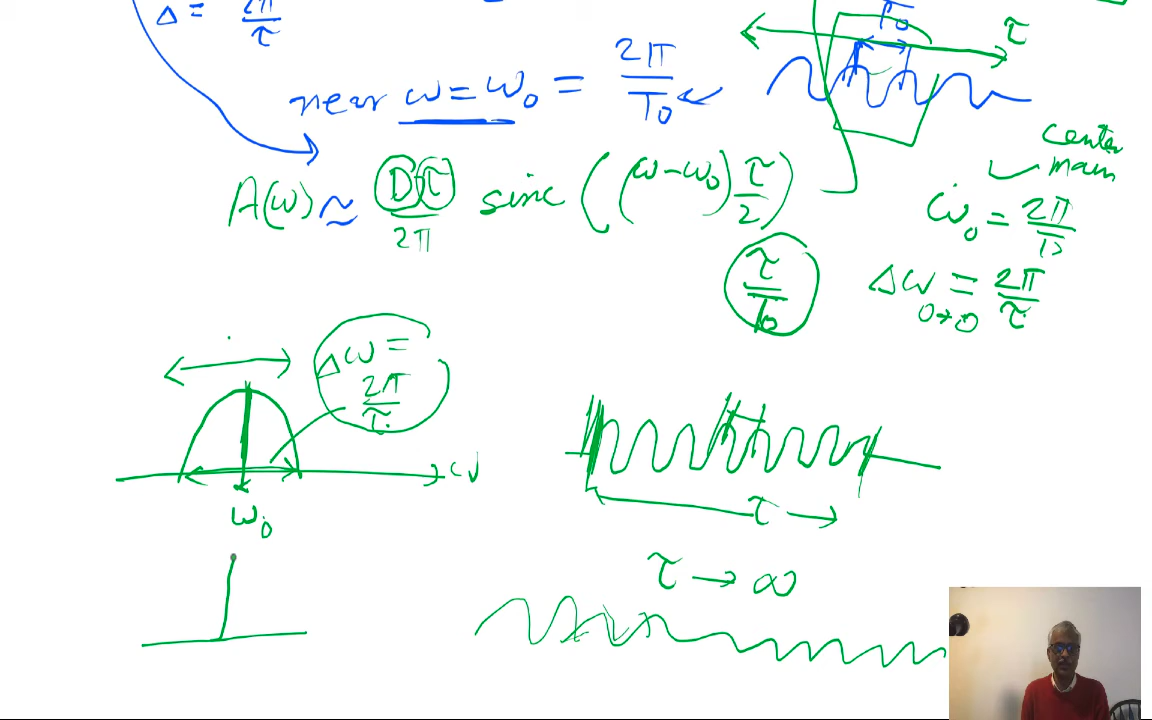 Δ = 2π/τ
T₀
τ
near ω = ω₀ = 2π/T₀
center
main
A(ω) ≈ Dτ/2π sinc ((ω-ω₀) τ/2)
ω₀ = 2π/T₀
τ/T₀
Δω 0→0 = 2π/τ
Δω = 2π/τ
ω
ω₀
τ
τ → ∞